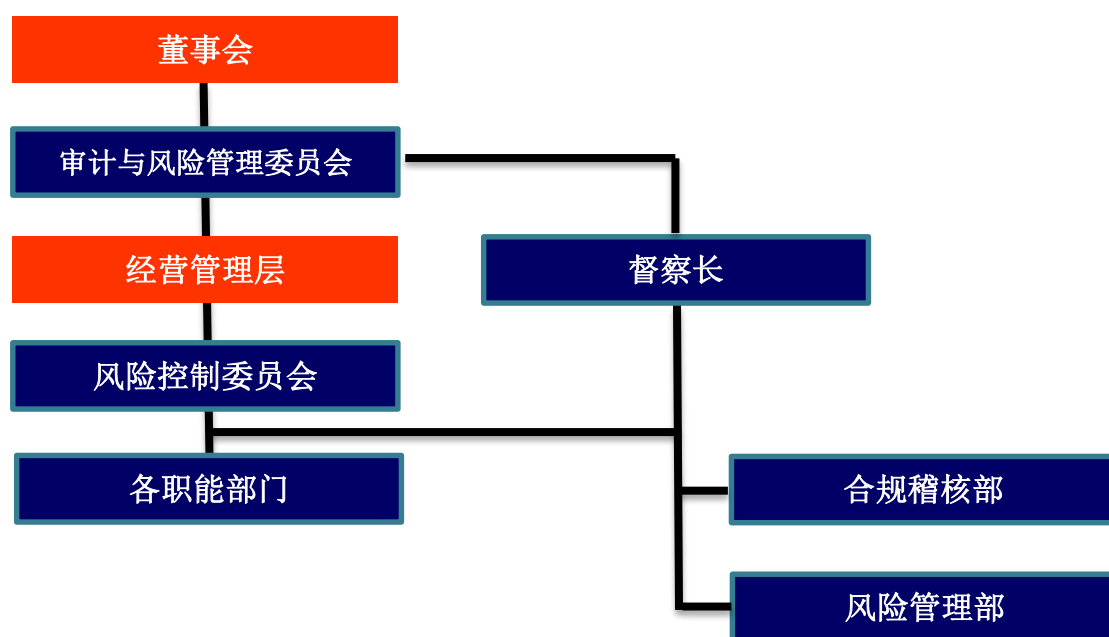 董事会
审计与风险管理委员会
经营管理层
督察长
风险控制委员会
各职能部门
合规稽核部
风险管理部